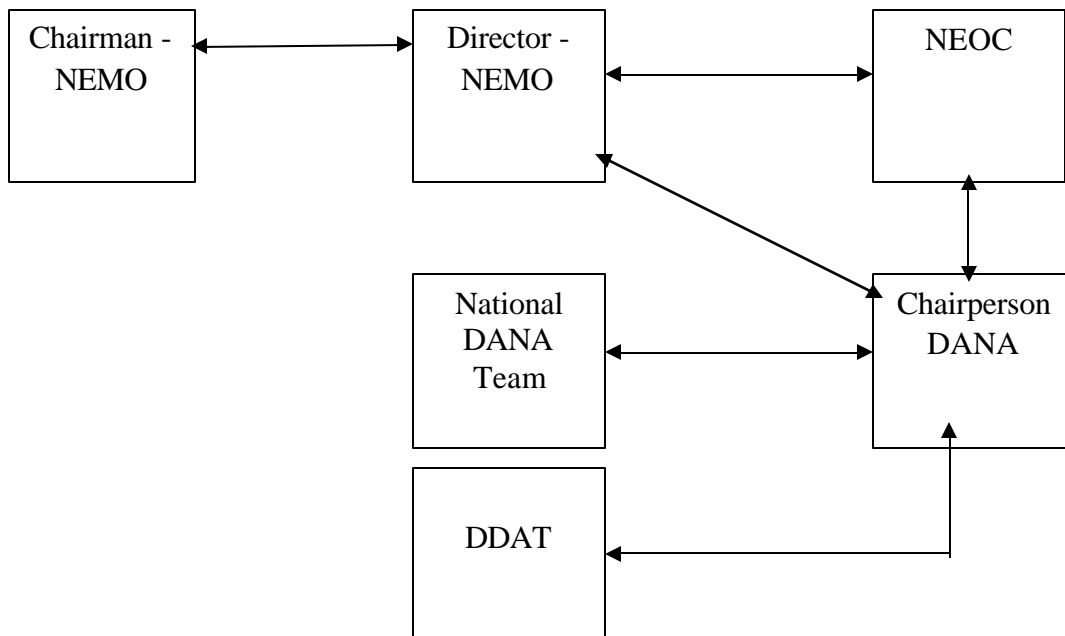 Chairman -
NEMO
Director -
NEMO
NEOC
National
DANA
Team
Chairperson
DANA
DDAT